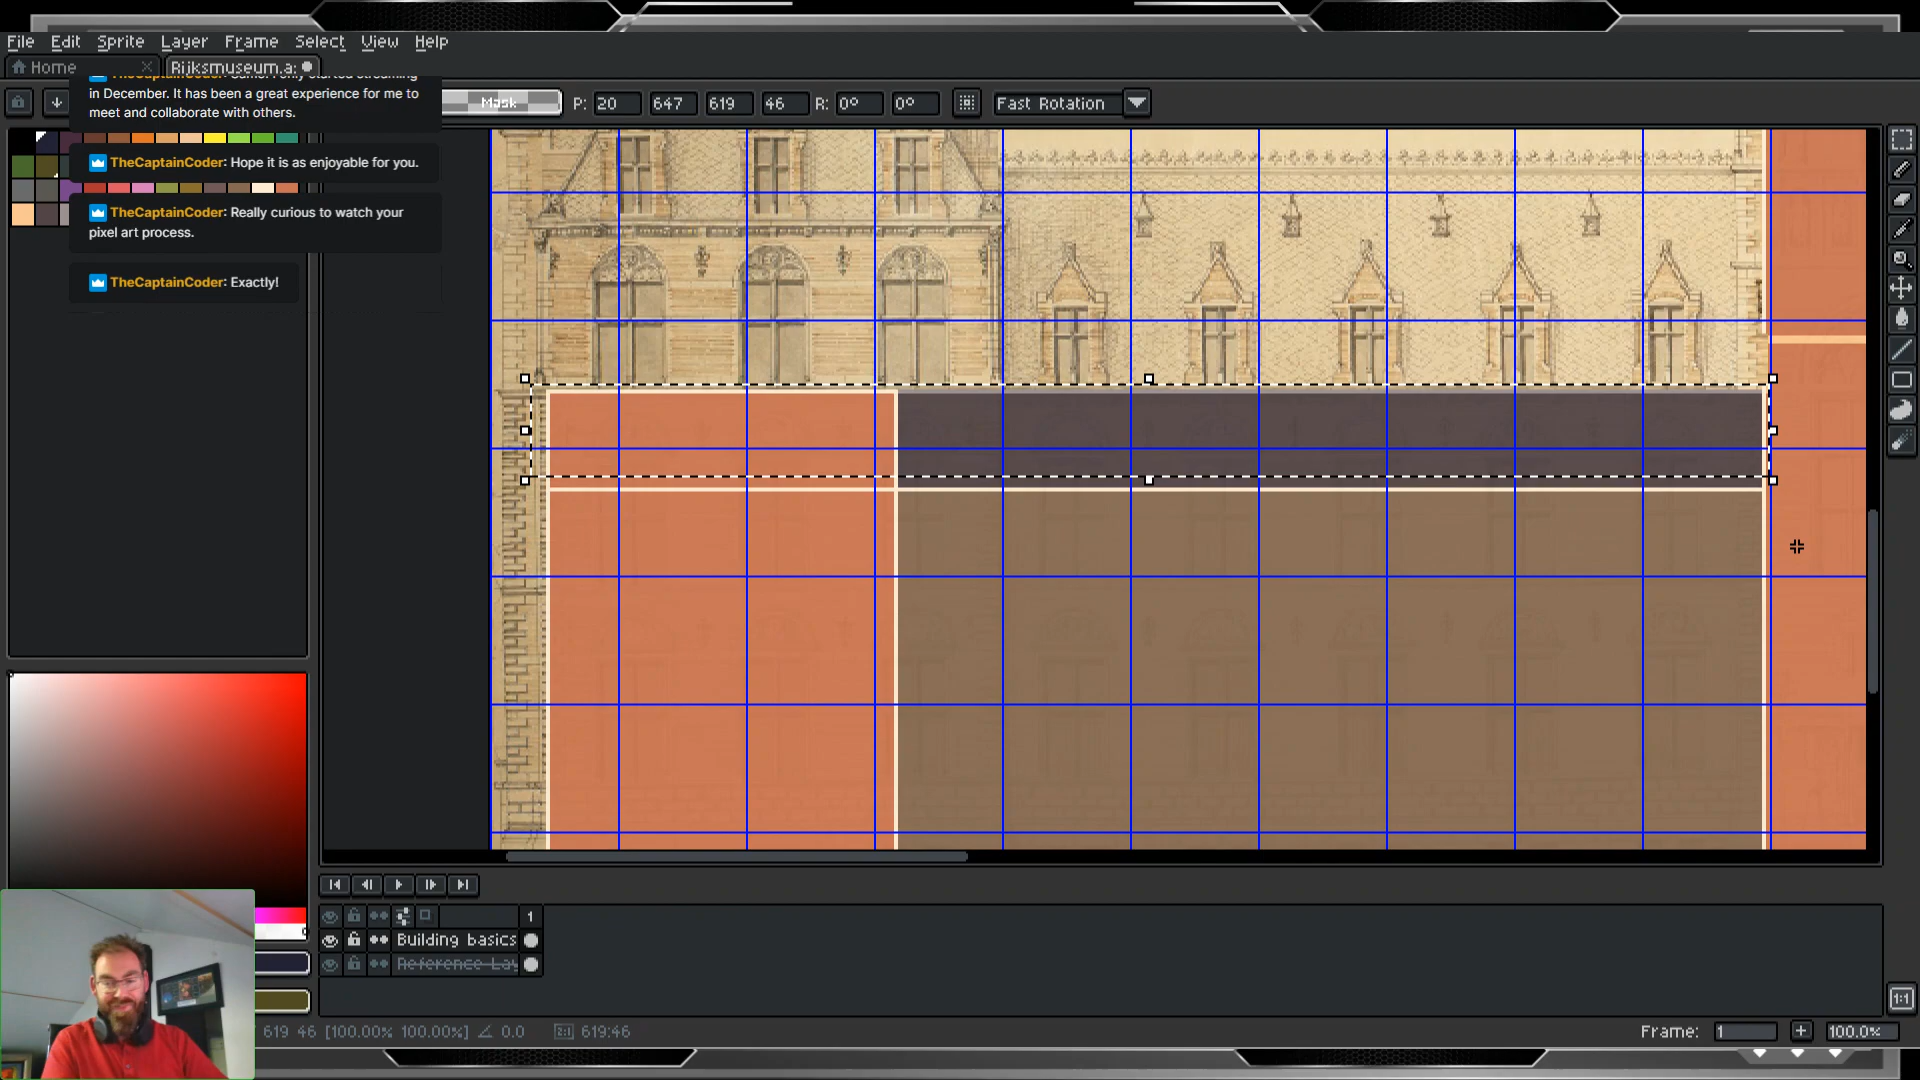 File Edit Sprite Layer Frame Select View Help
Home Rijksmuseum.a:
in December. It has been a great experience for me to
meet and collaborate with others.
TheCaptainCoder: Hope it is as enjoyable for you.
TheCaptainCoder: Really curious to watch your
pixel art process.
TheCaptainCoder: Exactly!
Mask P: 20 647 619 46 R: 0° 0° Fast Rotation
1
Building basics
Reference Lay
619 46 [100.00% 100.00%] 0.0 619:46
1:1
Frame: 1 + 100.0%